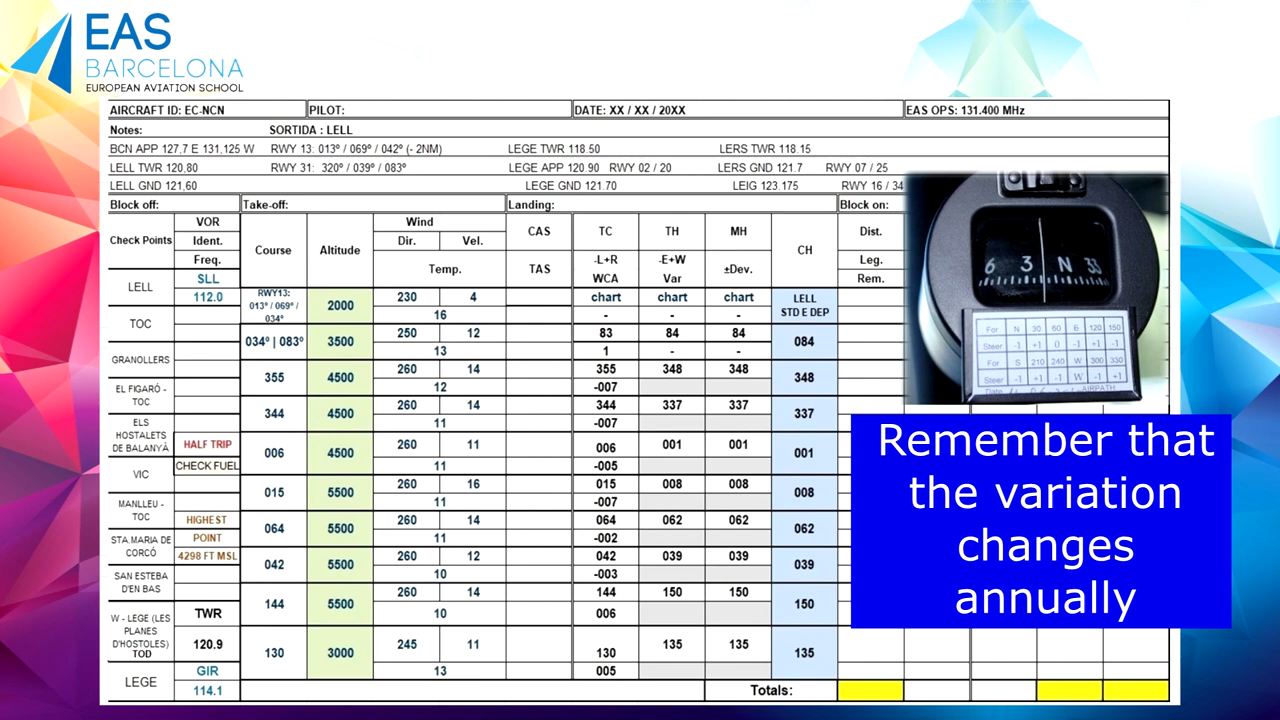 EAS
BARCELONA
EUROPEAN AVIATION SCHOOL
AIRCRAFT ID: EC-NCN PILOT: DATE: XX / XX / 20XX EAS OPS: 131.400 MHz
Notes: SORTIDA : LELL
BCN APP 127,7 E 131,125 W RWY 13: 013º / 069º / 042º (- 2NM) LEGE TWR 118.50 LERS TWR 118.15
LELL TWR 120,80 RWY 31: 320º / 039º / 083º LEGE APP 120.90 RWY 02 / 20 LERS GND 121.7 RWY 07 / 25
LELL GND 121,60 LEGE GND 121.70 LEIG 123.175 RWY 16 / 34
Block off: Take-off: Landing: Block on:
Check Points VOR Ident. Freq. Course Altitude Wind Dir. Vel. Temp. CAS TAS TC -L+R WCA TH -E+W Var MH ±Dev. CH Dist. Leg. Rem.
LELL SLL 112.0
RWY13: 013º / 069º / 034º 2000 230 4 16 chart - chart - chart - LELL STD E DEP
TOC
034º | 083º 3500 250 12 13 83 1 84 - 84 - 084
GRANOLLERS
355 4500 260 14 12 355 -007 348 348 348
EL FIGARÓ - TOC
344 4500 260 14 11 344 -007 337 337 337
ELS HOSTALETS DE BALANYÀ HALF TRIP
006 4500 260 11 11 006 -005 001 001 001
VIC CHECK FUEL
015 5500 260 16 11 015 -007 008 008 008
MANLLEU - TOC HIGHEST
064 5500 260 14 11 064 -002 062 062 062
STA.MARIA DE CORCÓ POINT 4298 FT MSL
042 5500 260 12 10 042 -003 039 039 039
SAN ESTEBA D'EN BAS
144 5500 260 14 10 144 006 150 150 150
W - LEGE (LES PLANES D'HOSTOLES) TOD TWR 120.9
130 3000 245 11 13 130 005 135 135 135
LEGE GIR 114.1
Totals:
6 3 N 33
For N 30 60 E 120 150
Steer -1 +1 0 -1 +1 -1
For S 210 240 W 300 330
Steer -1 +1 -1 W -1 +1
Date AIRPATH
Remember that
the variation
changes
annually